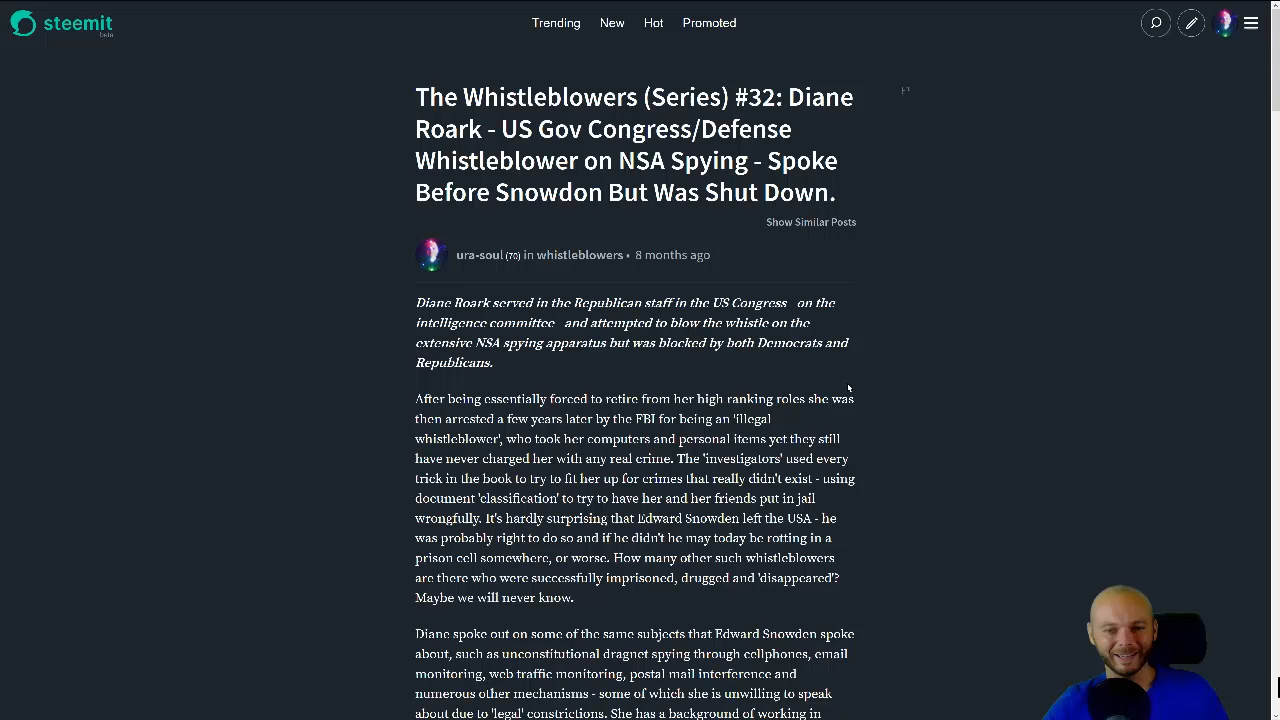 steemit
beta
Trending New Hot Promoted
The Whistleblowers (Series) #32: Diane
Roark - US Gov Congress/Defense
Whistleblower on NSA Spying - Spoke
Before Snowdon But Was Shut Down.
Show Similar Posts
ura-soul (70) in whistleblowers • 8 months ago
Diane Roark served in the Republican staff in the US Congress on the
intelligence committee and attempted to blow the whistle on the
extensive NSA spying apparatus but was blocked by both Democrats and
Republicans.
After being essentially forced to retire from her high ranking roles she was
then arrested a few years later by the FBI for being an 'illegal
whistleblower', who took her computers and personal items yet they still
have never charged her with any real crime. The 'investigators' used every
trick in the book to try to fit her up for crimes that really didn't exist - using
document 'classification' to try to have her and her friends put in jail
wrongfully. It's hardly surprising that Edward Snowden left the USA - he
was probably right to do so and if he didn't he may today be rotting in a
prison cell somewhere, or worse. How many other such whistleblowers
are there who were successfully imprisoned, drugged and 'disappeared'?
Maybe we will never know.
Diane spoke out on some of the same subjects that Edward Snowden spoke
about, such as unconstitutional dragnet spying through cellphones, email
monitoring, web traffic monitoring, postal mail interference and
numerous other mechanisms - some of which she is unwilling to speak
about due to 'legal' constrictions. She has a background of working in